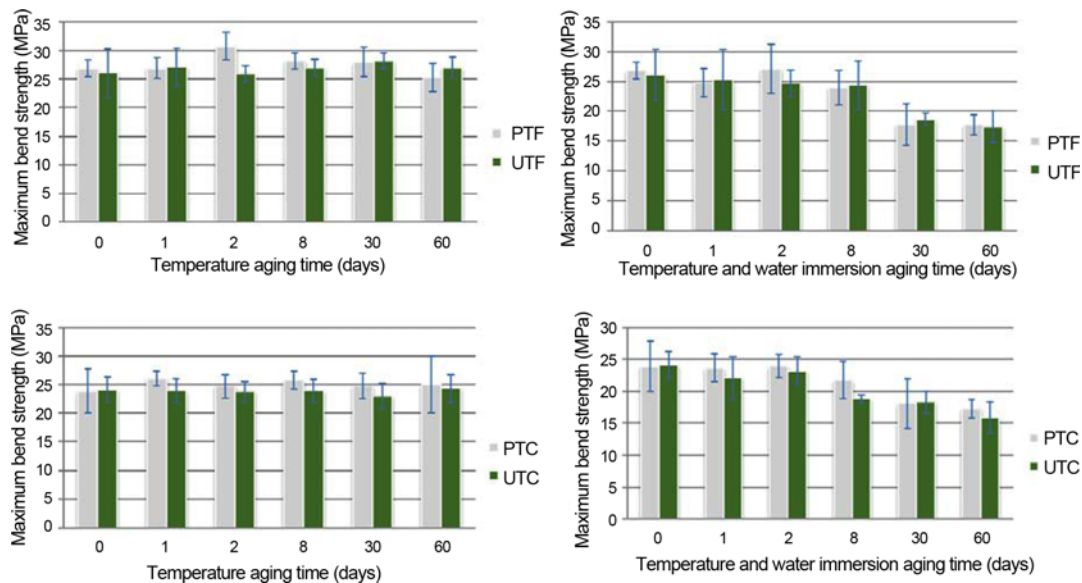 Maximum bend strength (MPa)
35
30
25
20
15
10
5
0
0 1 2 8 30 60
Temperature aging time (days)
PTF
UTF
Maximum bend strength (MPa)
35
30
25
20
15
10
5
0
0 1 2 8 30 60
Temperature and water immersion aging time (days)
PTF
UTF
Maximum bend strength (MPa)
35
30
25
20
15
10
5
0
0 1 2 8 30 60
Temperature aging time (days)
PTC
UTC
Maximum bend strength (MPa)
30
25
20
15
10
5
0
0 1 2 8 30 60
Temperature and water immersion aging time (days)
PTC
UTC